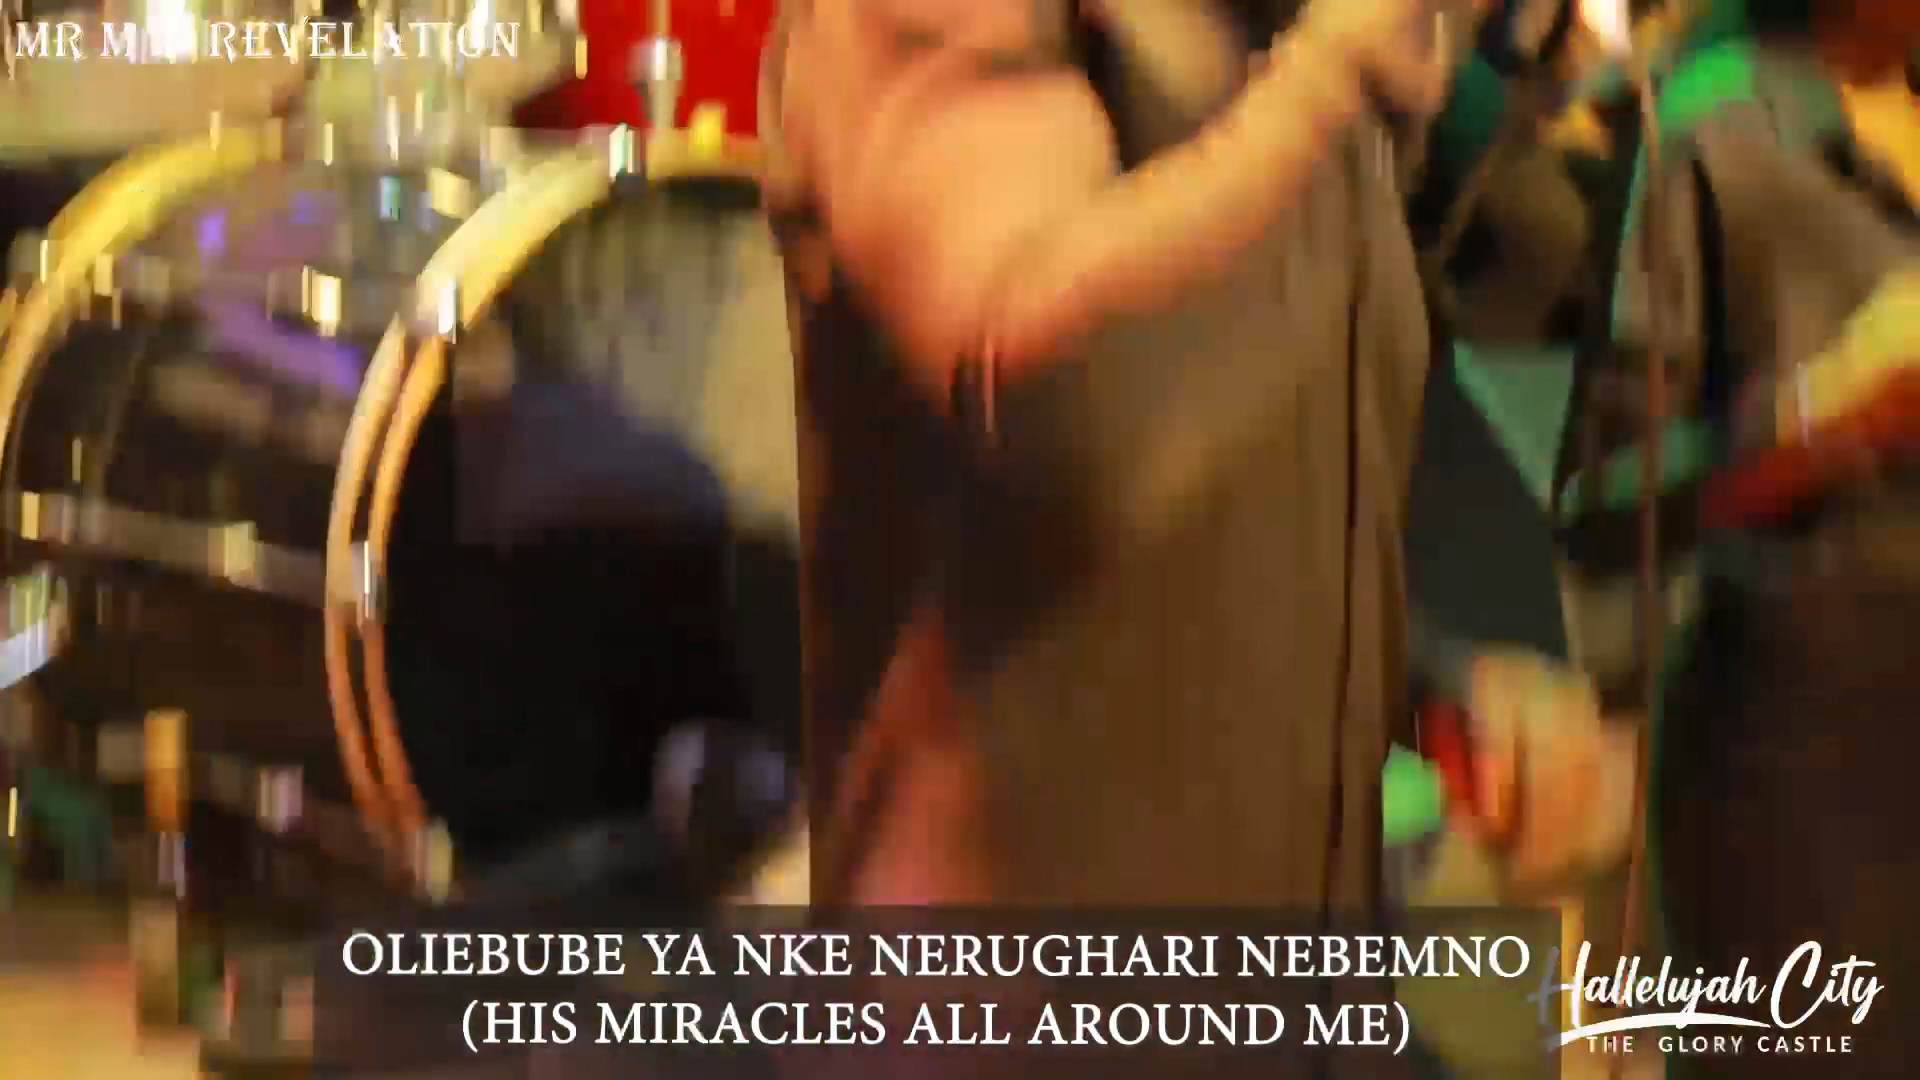 MR M REVELATION
OLIEBUBE YA NKE NERUGHARI NEBEMNO
(HIS MIRACLES ALL AROUND ME)
Hallelujah City
THE GLORY CASTLE